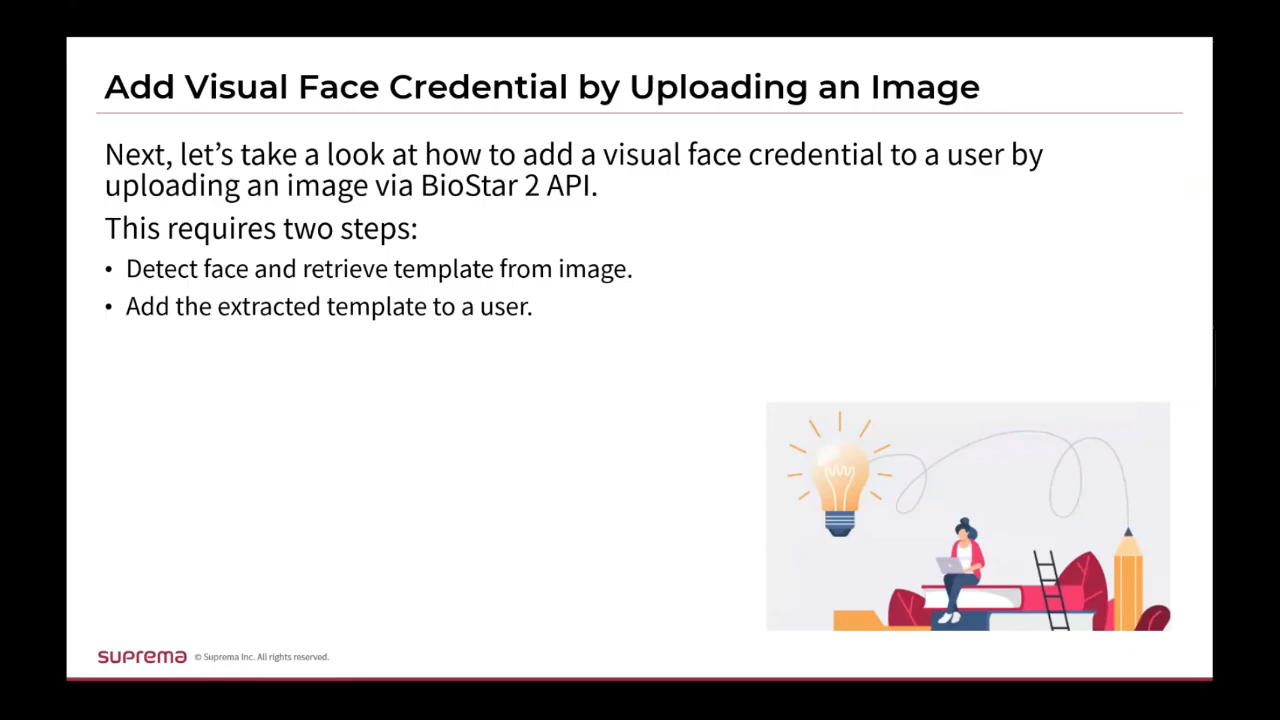 Add Visual Face Credential by Uploading an Image
Next, let's take a look at how to add a visual face credential to a user by
uploading an image via BioStar 2 API.
This requires two steps:
• Detect face and retrieve template from image.
• Add the extracted template to a user.
suprema © Suprema Inc. All rights reserved.